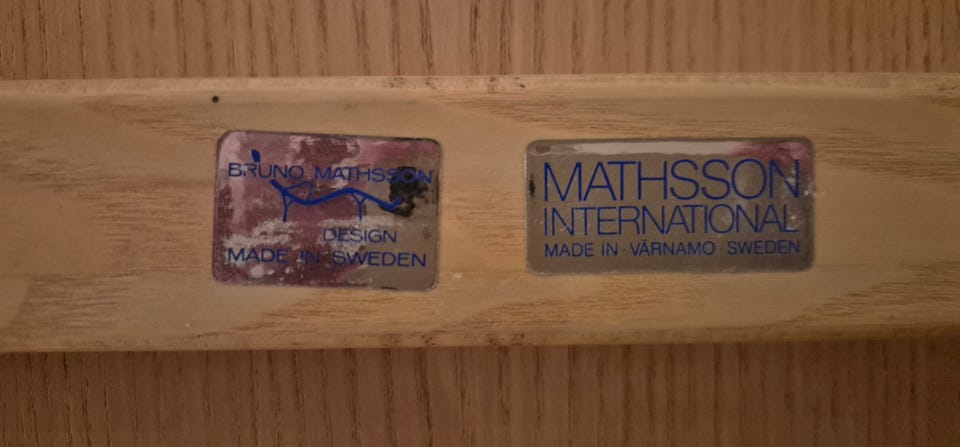 BRUNO MATHSSON
DESIGN
MADE IN SWEDEN
MATHSSON
INTERNATIONAL
MADE IN · VÄRNAMO · SWEDEN